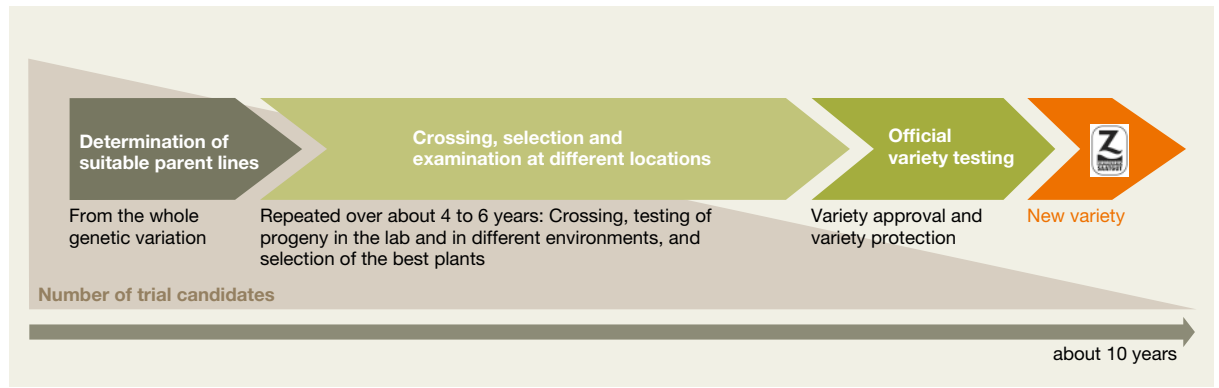 Determination of
suitable parent lines
Crossing, selection and
examination at different locations
Official
variety testing
Z
From the whole
genetic variation
Repeated over about 4 to 6 years: Crossing, testing of
progeny in the lab and in different environments, and
selection of the best plants
Variety approval and
variety protection
New variety
Number of trial candidates
about 10 years